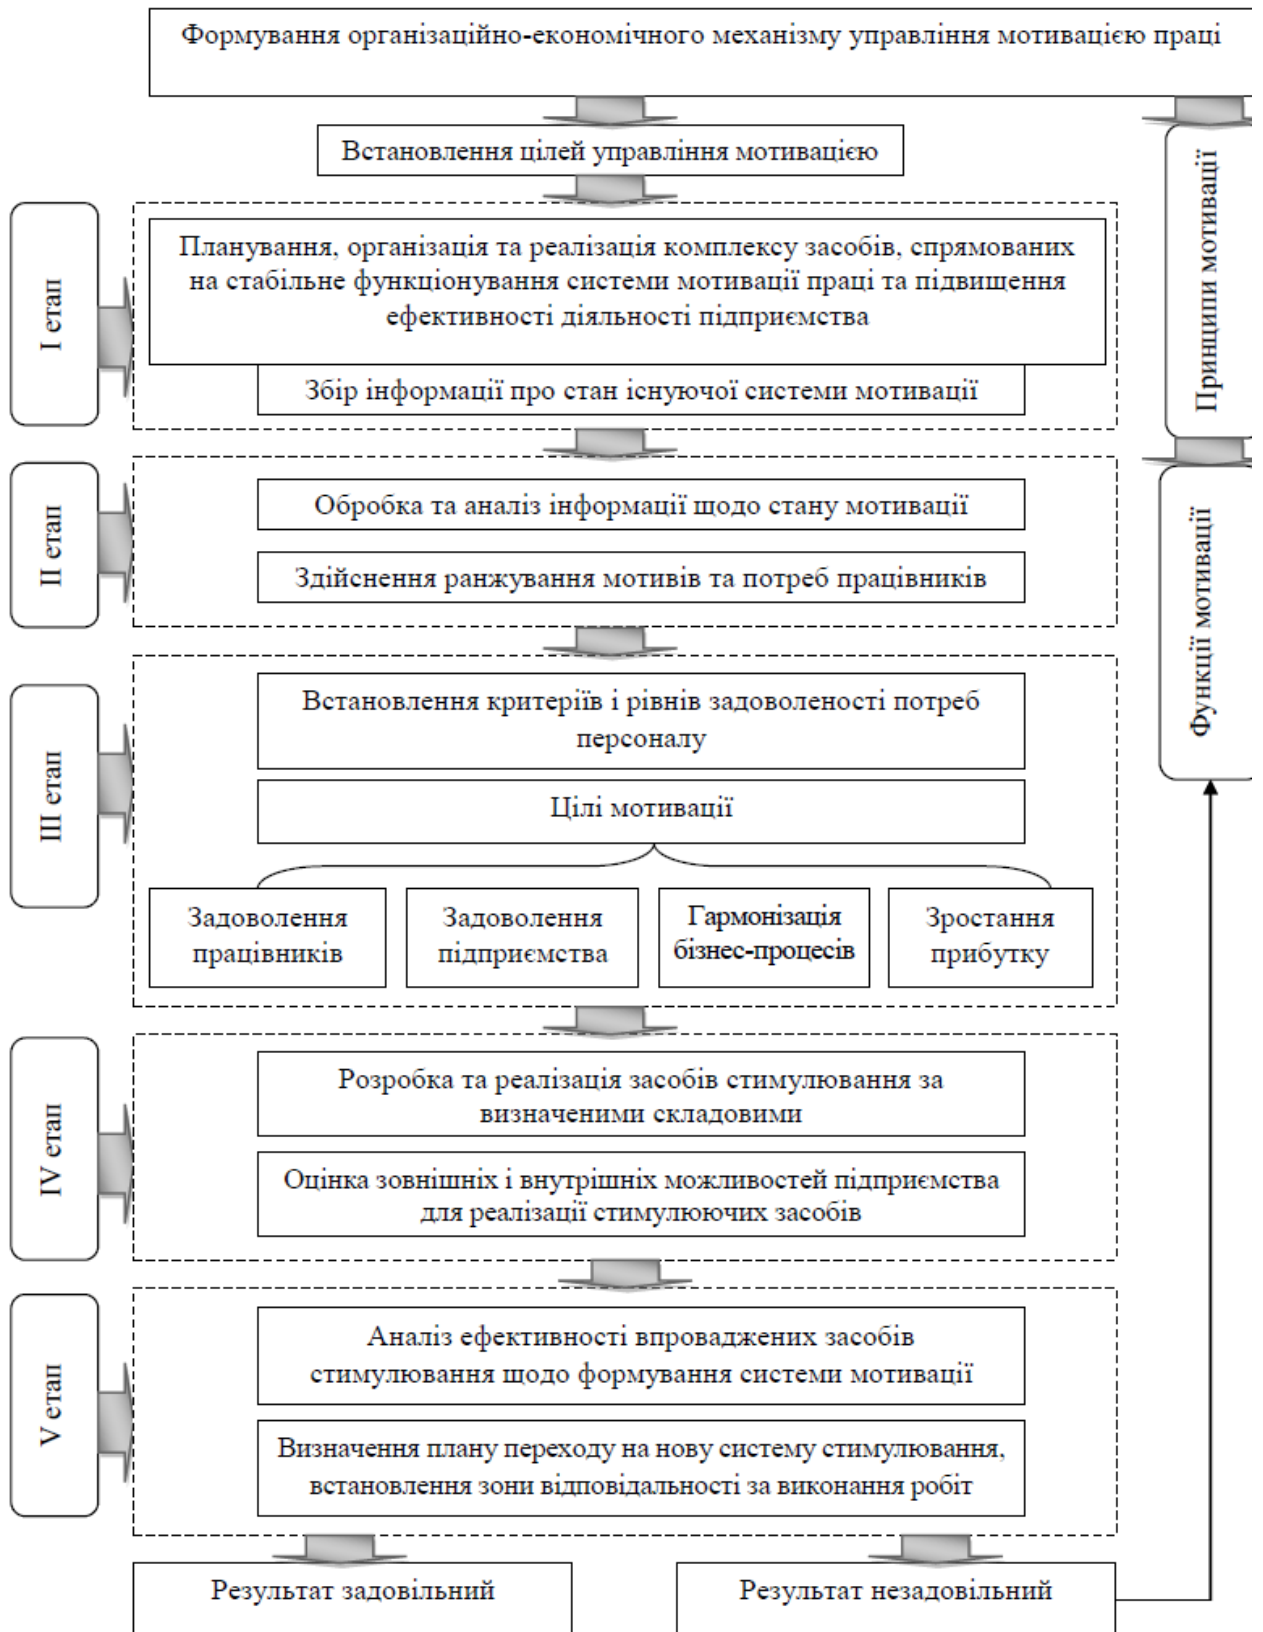 Формування організаційно-економічного механізму управління мотивацією праці
Встановлення цілей управління мотивацією
Принципи мотивації
I етап
Планування, організація та реалізація комплексу засобів, спрямованих
на стабільне функціонування системи мотивації праці та підвищення
ефективності діяльності підприємства
Збір інформації про стан існуючої системи мотивації
Функції мотивації
II етап
Обробка та аналіз інформації щодо стану мотивації
Здійснення ранжування мотивів та потреб працівників
III етап
Встановлення критеріїв і рівнів задоволеності потреб
персоналу
Цілі мотивації
Задоволення
працівників
Задоволення
підприємства
Гармонізація
бізнес-процесів
Зростання
прибутку
IV етап
Розробка та реалізація засобів стимулювання за
визначеними складовими
Оцінка зовнішніх і внутрішніх можливостей підприємства
для реалізації стимулюючих засобів
V етап
Аналіз ефективності впроваджених засобів
стимулювання щодо формування системи мотивації
Визначення плану переходу на нову систему стимулювання,
встановлення зони відповідальності за виконання робіт
Результат задовільний
Результат незадовільний